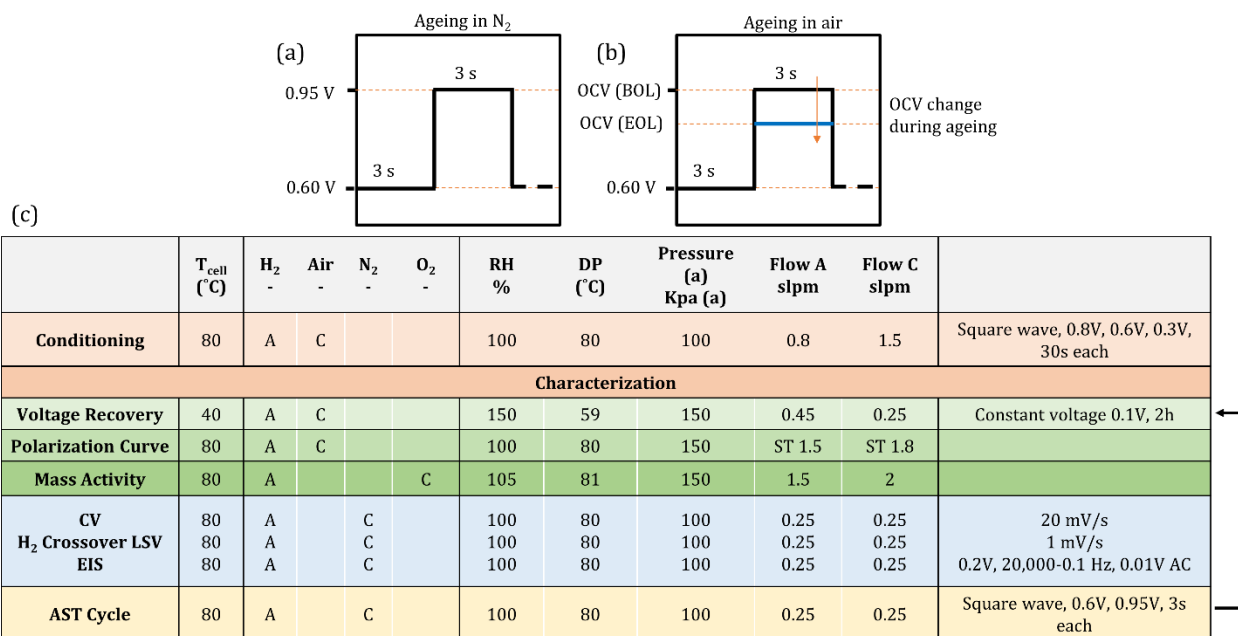 Ageing in N₂
(a)
0.95 V
3 s
3 s
0.60 V
Ageing in air
(b)
OCV (BOL)
3 s
OCV (EOL)
OCV change
during ageing
3 s
0.60 V
(c)
T_cell (˚C) H₂ - Air - N₂ - O₂ - RH % DP (˚C) Pressure (a) Kpa (a) Flow A slpm Flow C slpm
Conditioning 80 A C 100 80 100 0.8 1.5 Square wave, 0.8V, 0.6V, 0.3V,
30s each
Characterization
Voltage Recovery 40 A C 150 59 150 0.45 0.25 Constant voltage 0.1V, 2h
Polarization Curve 80 A C 100 80 150 ST 1.5 ST 1.8
Mass Activity 80 A C 105 81 150 1.5 2
CV 80 A C 100 80 100 0.25 0.25 20 mV/s
H₂ Crossover LSV 80 A C 100 80 100 0.25 0.25 1 mV/s
EIS 80 A C 100 80 100 0.25 0.25 0.2V, 20,000-0.1 Hz, 0.01V AC
AST Cycle 80 A C 100 80 100 0.25 0.25 Square wave, 0.6V, 0.95V, 3s
each